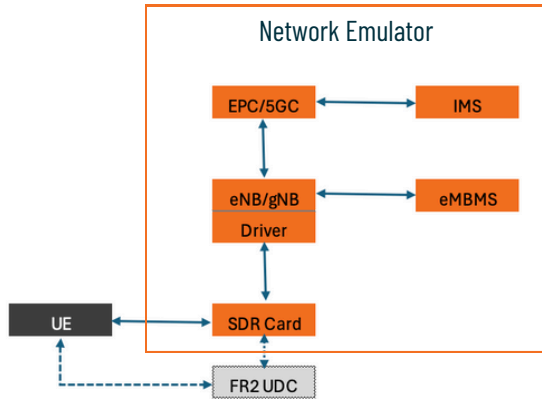 Network Emulator
EPC/5GC
IMS
eNB/gNB
eMBMS
Driver
UE
SDR Card
FR2 UDC